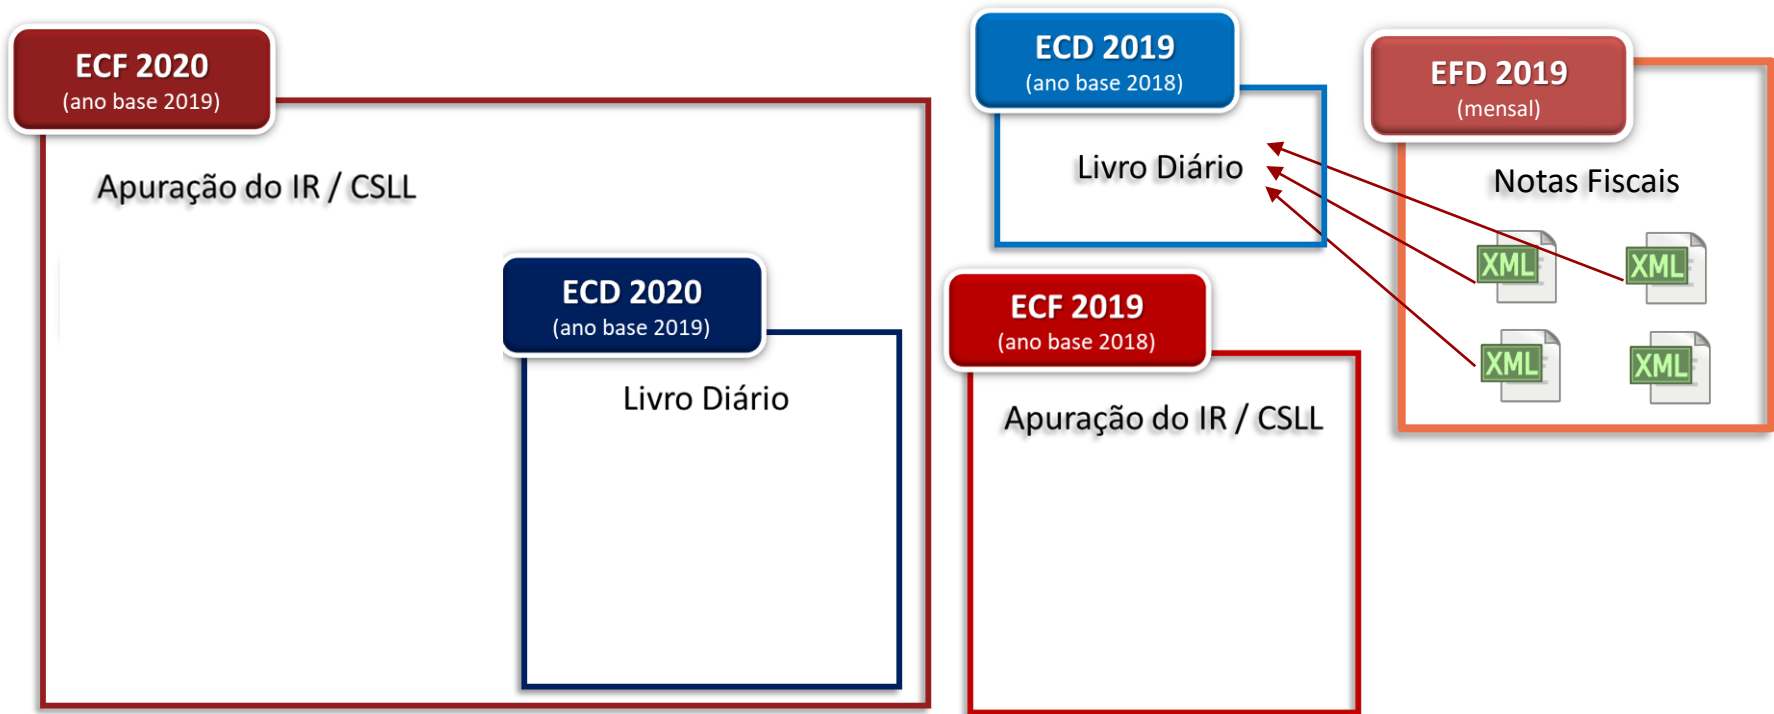 ECF 2020
(ano base 2019)
Apuração do IR / CSLL
ECD 2020
(ano base 2019)
Livro Diário
ECD 2019
(ano base 2018)
Livro Diário
ECF 2019
(ano base 2018)
Apuração do IR / CSLL
EFD 2019
(mensal)
Notas Fiscais
XML
XML
XML
XML